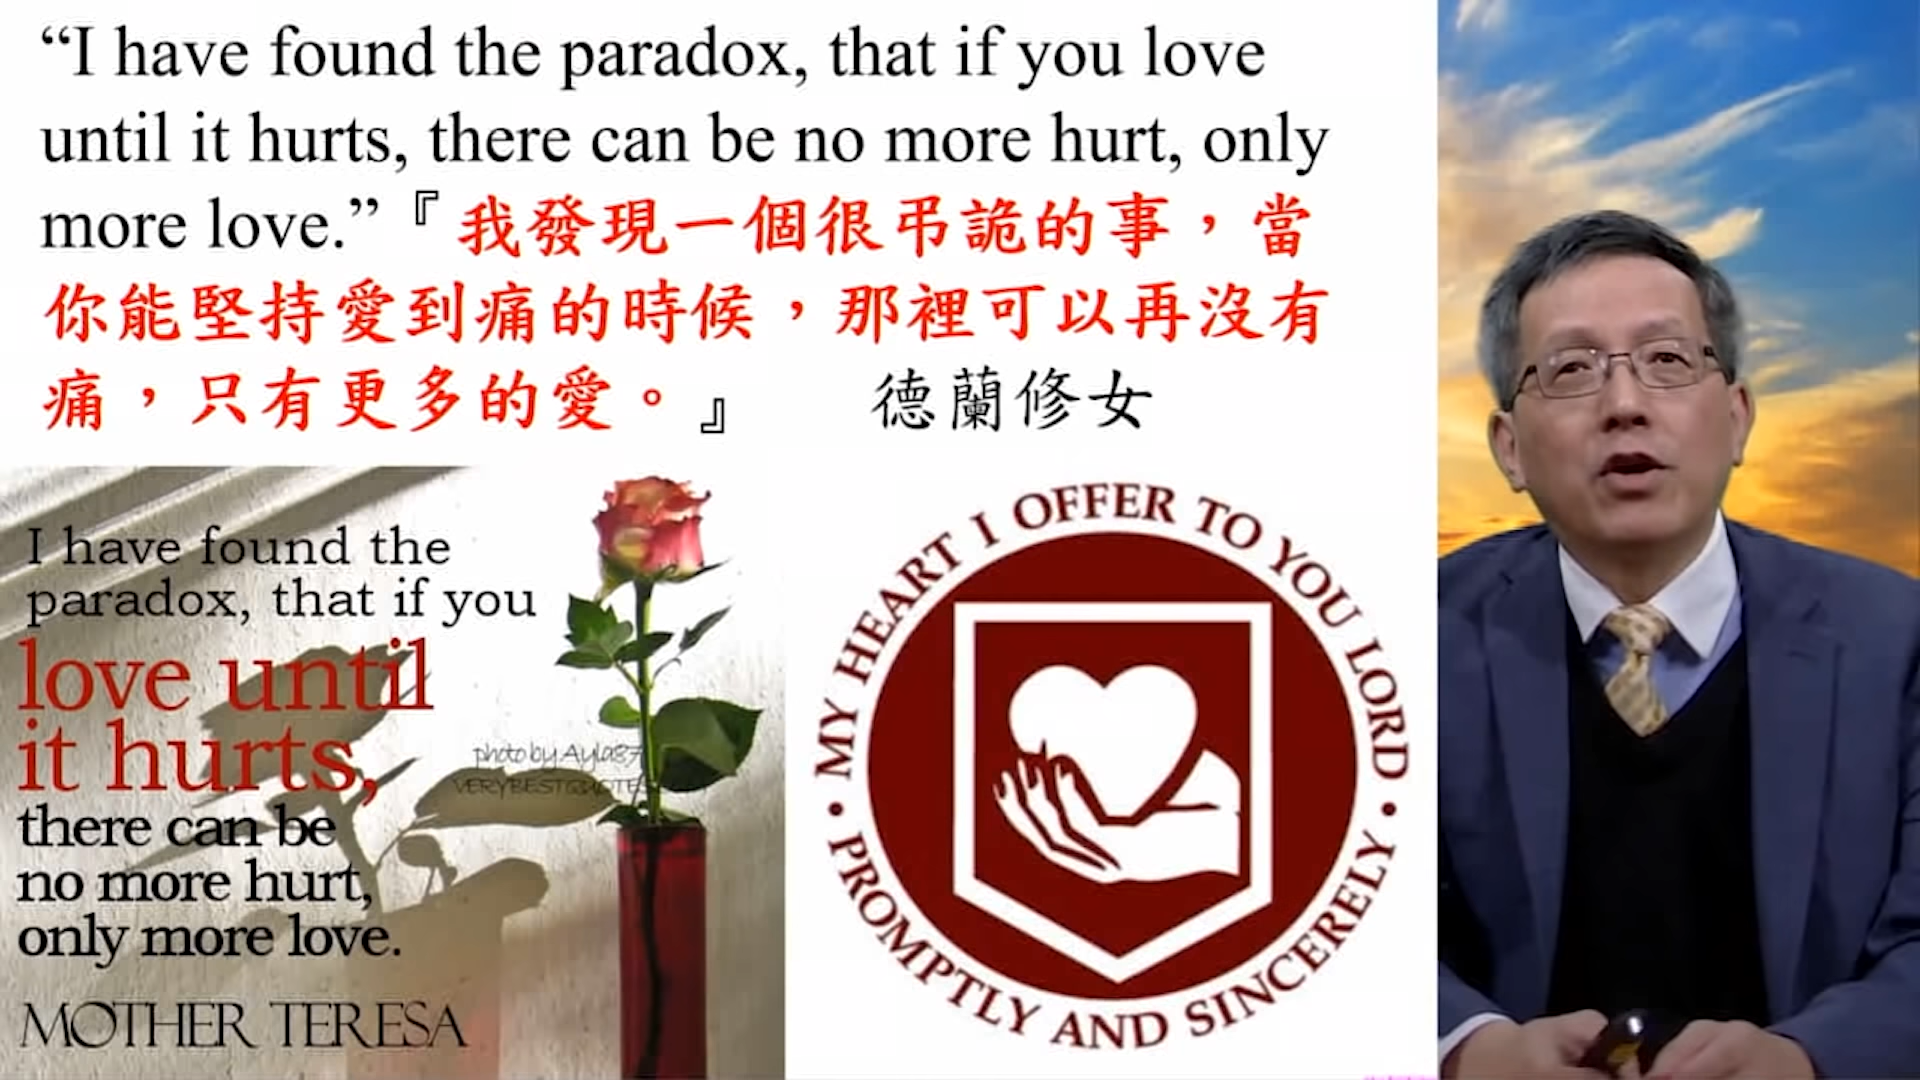 “I have found the paradox, that if you love
until it hurts, there can be no more hurt, only
more love.”『我發現一個很弔詭的事，當
你能堅持愛到痛的時候，那裡可以再沒有
痛，只有更多的愛。』 德蘭修女
I have found the
paradox, that if you
love until
it hurts,
there can be
no more hurt,
only more love.
MOTHER TERESA
photo by Ayla87
VERYBESTQUOTES
MY HEART I OFFER TO YOU LORD
• PROMPTLY AND SINCERELY •